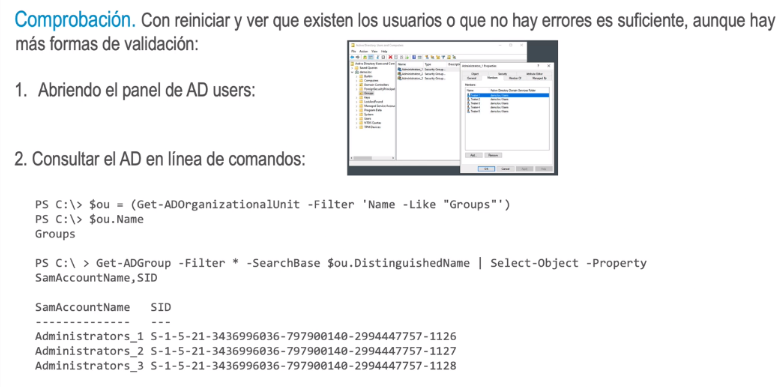 Comprobación. Con reiniciar y ver que existen los usuarios o que no hay errores es suficiente, aunque hay
más formas de validación:
1. Abriendo el panel de AD users:
2. Consultar el AD en línea de comandos:
PS C:\> $ou = (Get-ADOrganizationalUnit -Filter 'Name -Like "Groups"')
PS C:\> $ou.Name
Groups
PS C:\ > Get-ADGroup -Filter * -SearchBase $ou.DistinguishedName | Select-Object -Property
SamAccountName,SID
SamAccountName SID
-------------- ---
Administrators_1 S-1-5-21-3436996036-797900140-2994447757-1126
Administrators_2 S-1-5-21-3436996036-797900140-2994447757-1127
Administrators_3 S-1-5-21-3436996036-797900140-2994447757-1128